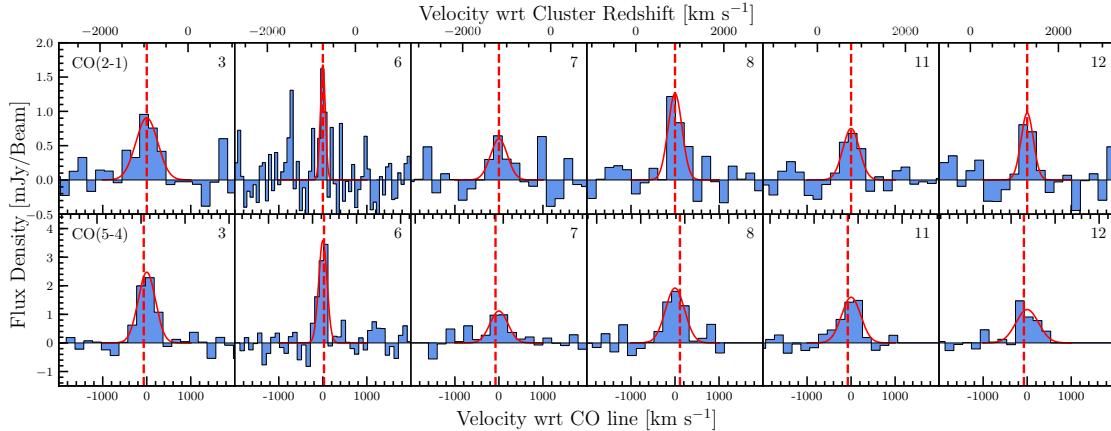 Velocity wrt Cluster Redshift [km s⁻¹]
−2000 0 −2000 0 −2000 0 0 2000 0 2000 0 2000
2.0
1.5
1.0
0.5
0.0
−0.5
CO(2-1) 3 6 7 8 11 12
Flux Density [mJy/Beam]
4
3
2
1
0
−1
CO(5-4) 3 6 7 8 11 12
-1000 0 1000 -1000 0 1000 -1000 0 1000 -1000 0 1000 -1000 0 1000 -1000 0 1000
Velocity wrt CO line [km s⁻¹]